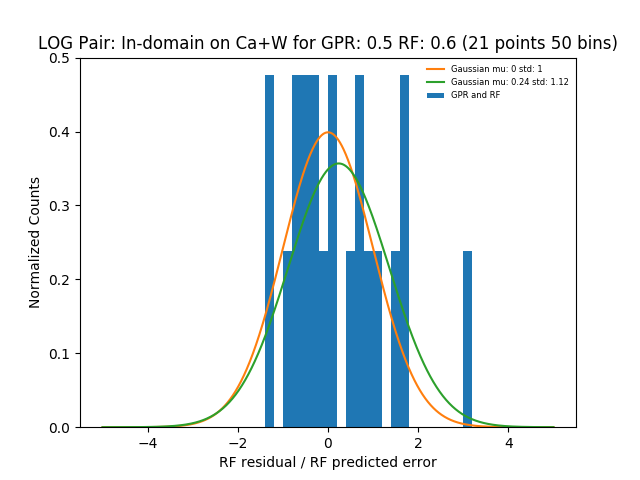 LOG Pair: In-domain on Ca+W for GPR: 0.5 RF: 0.6 (21 points 50 bins)
Gaussian mu: 0 std: 1
Gaussian mu: 0.24 std: 1.12
GPR and RF
Normalized Counts
0.5
0.4
0.3
0.2
0.1
0.0
−4 −2 0 2 4
RF residual / RF predicted error